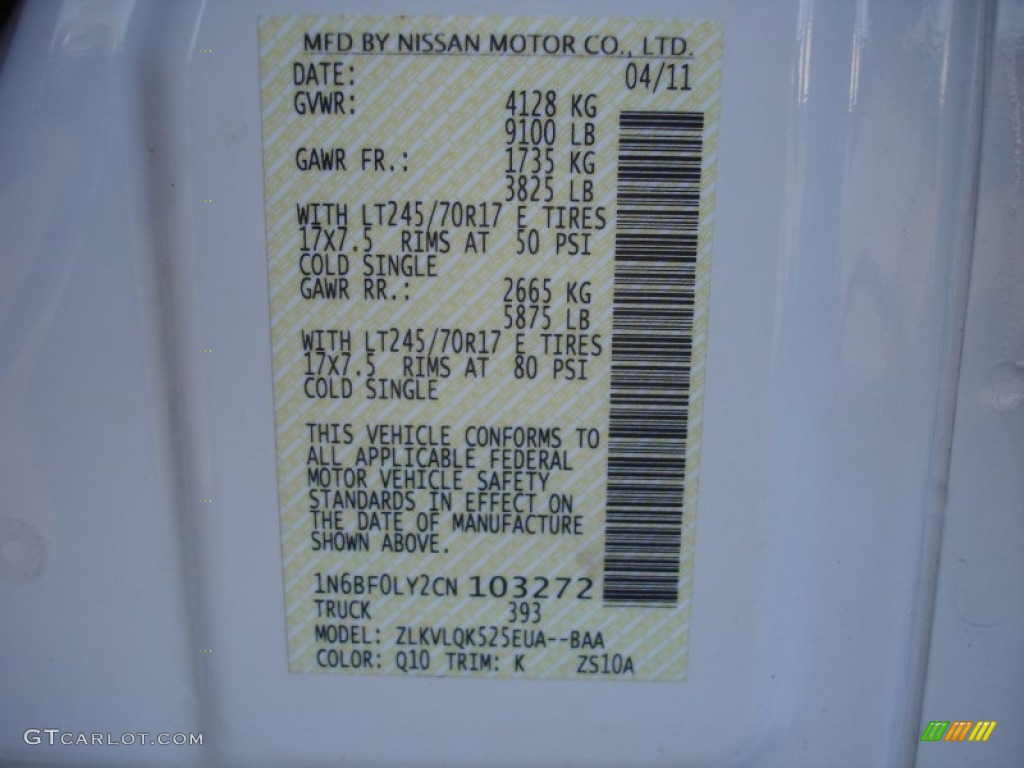 MFD BY NISSAN MOTOR CO., LTD.
DATE: 04/11
GVWR: 4128 KG
9100 LB
GAWR FR.: 1735 KG
3825 LB
WITH LT245/70R17 E TIRES
17X7.5 RIMS AT 50 PSI
COLD SINGLE
GAWR RR.: 2665 KG
5875 LB
WITH LT245/70R17 E TIRES
17X7.5 RIMS AT 80 PSI
COLD SINGLE
THIS VEHICLE CONFORMS TO
ALL APPLICABLE FEDERAL
MOTOR VEHICLE SAFETY
STANDARDS IN EFFECT ON
THE DATE OF MANUFACTURE
SHOWN ABOVE.
1N6BF0LY2CN 103272
TRUCK 393
MODEL: ZLKVLQK525EUA--BAA
COLOR: Q10 TRIM: K ZS10A
GTCARLOT.COM